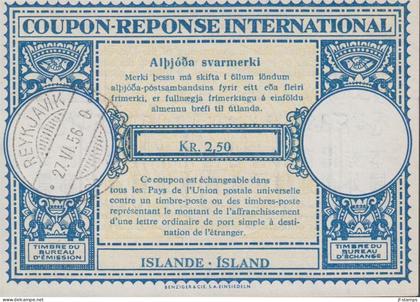 COUPON-REPONSE INTERNATIONAL
Alþjóða svarmerki
Merki þessu má skifta í öllum löndum
alþjóða-póstsambandsins fyrir eitt eða fleiri
frimerki, er fullnægja frimerkingu á einföldu
almennu bréfi til útlanda.
KR. 2,50
Ce coupon est échangeable dans
tous les Pays de l'Union postale universelle
contre un timbre-poste ou des timbres-poste
représentant le montant de l'affranchissement
d'une lettre ordinaire de port simple à desti-
nation de l'étranger.
REYKJAVIK
27.VI.56
TIMBRE DU
BUREAU
D'ÉMISSION
TIMBRE DU
BUREAU
D'ÉCHANGE
ISLANDE - ÍSLAND
BENZIGER & CIE. S.A. EINSIEDELN